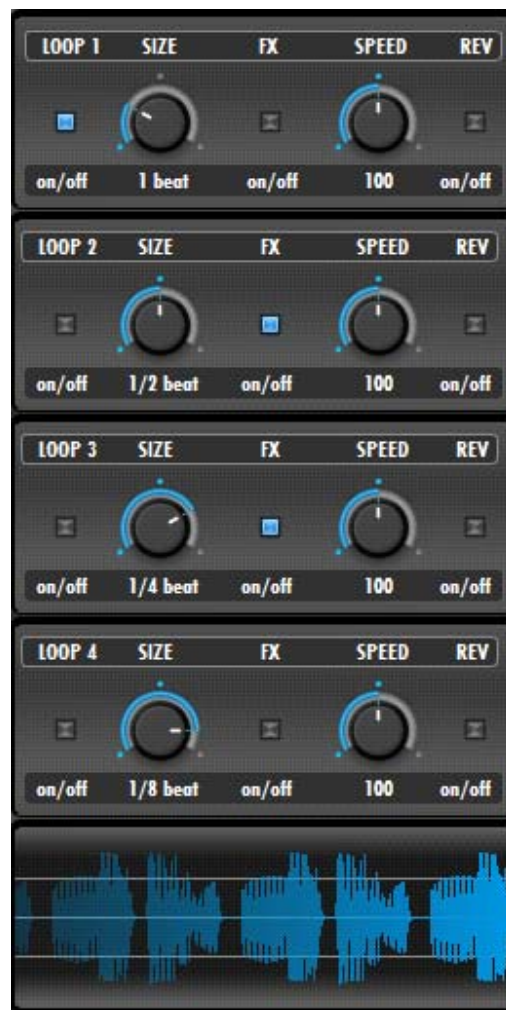 LOOP 1 SIZE FX SPEED REV
on/off 1 beat on/off 100 on/off
LOOP 2 SIZE FX SPEED REV
on/off 1/2 beat on/off 100 on/off
LOOP 3 SIZE FX SPEED REV
on/off 1/4 beat on/off 100 on/off
LOOP 4 SIZE FX SPEED REV
on/off 1/8 beat on/off 100 on/off